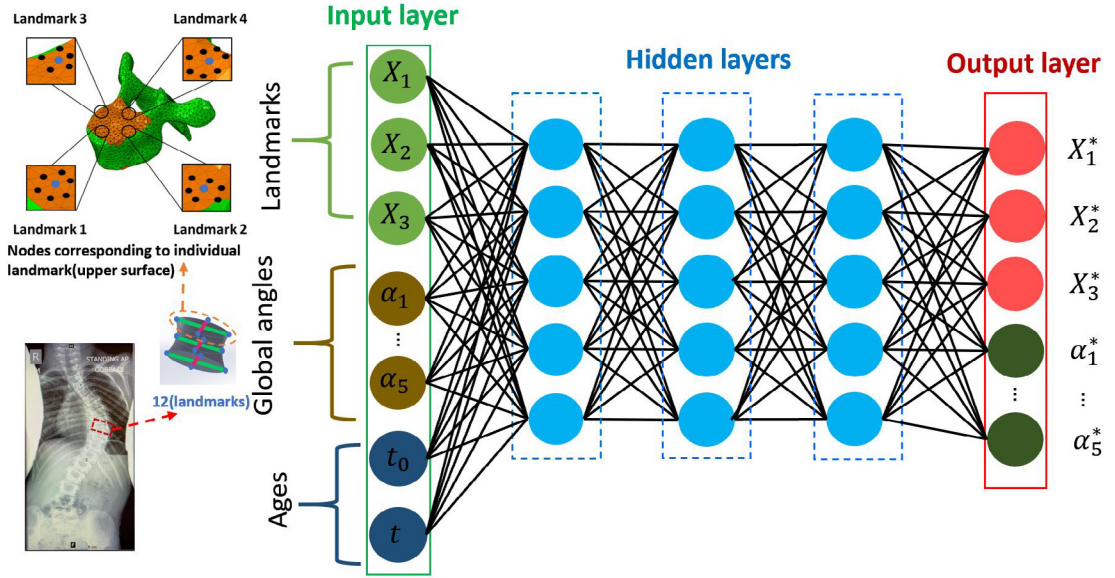 Landmark 3
Landmark 4
Landmark 1
Landmark 2
Nodes corresponding to individual
landmark(upper surface)
R
STANDING AP
12(landmarks)
Input layer
Landmarks
X₁
X₂
X₃
Global angles
α₁
...
α₅
Ages
t₀
t
Hidden layers
Output layer
X₁*
X₂*
X₃*
α₁*
... ...
α₅*